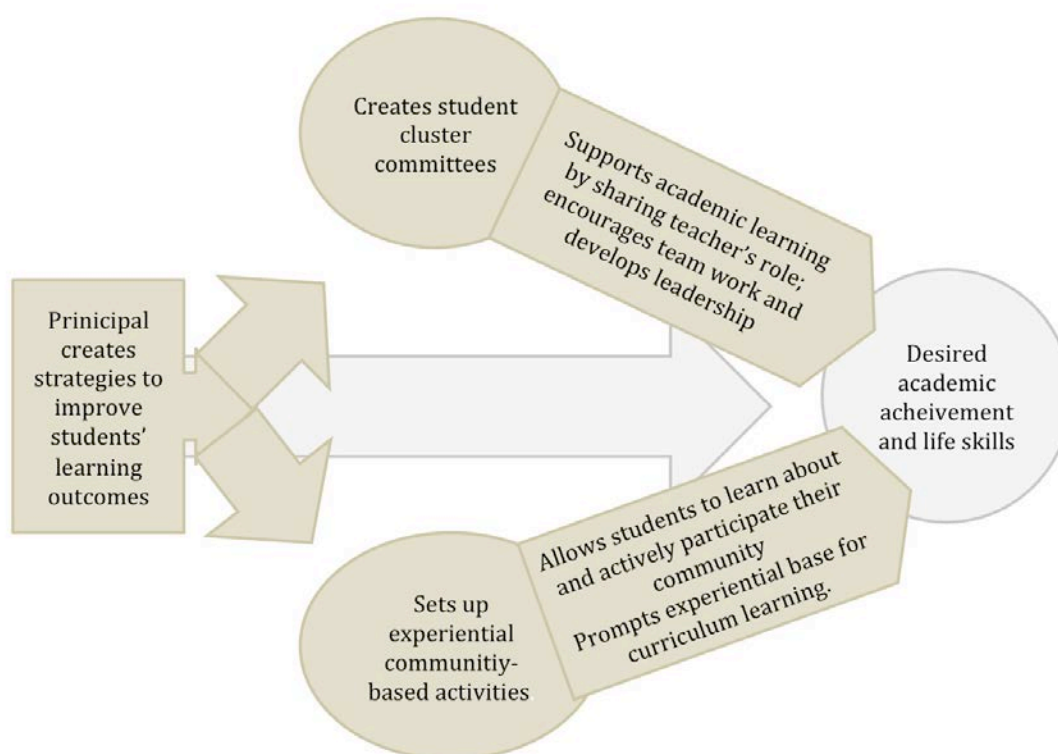 Prinicipal
creates
strategies to
improve
students'
learning
outcomes
Creates student
cluster
committees
Supports academic learning
by sharing teacher's role;
encourages team work and
develops leadership
Sets up
experiential
communitiy-
based activities
Allows students to learn about
and actively participate their
community
Prompts experiential base for
curriculum learning.
Desired
academic
acheivement
and life skills